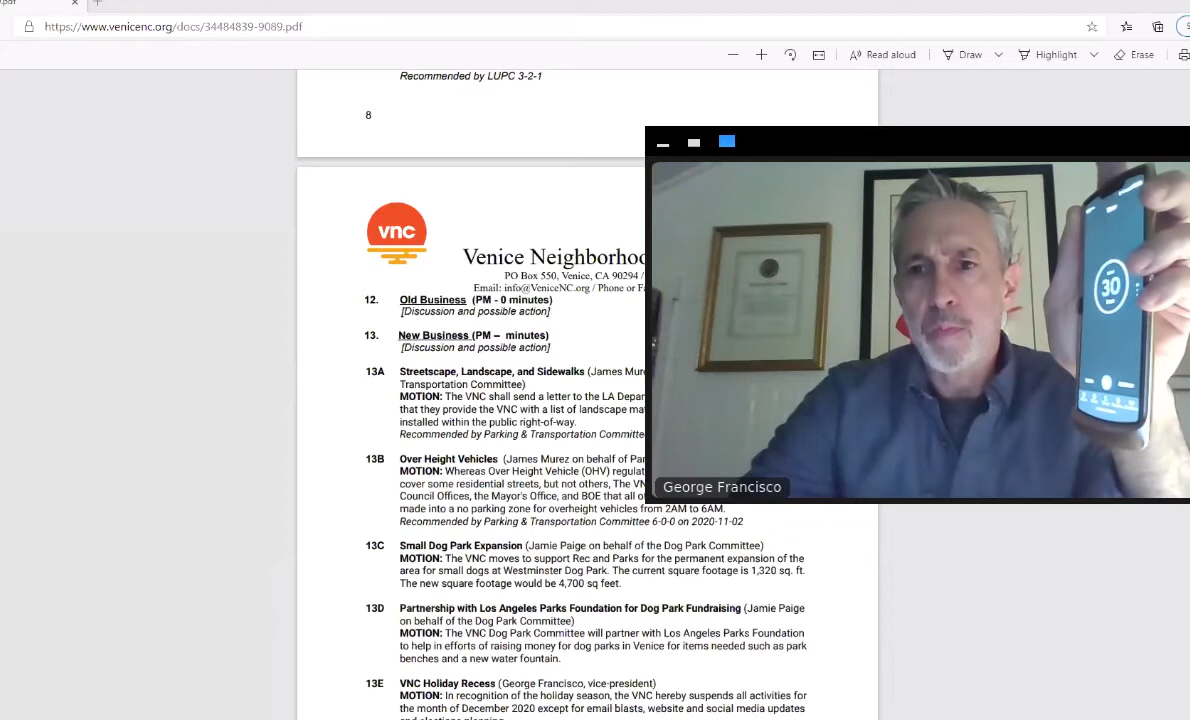 .pdf
https://www.venicenc.org/docs/34484839-9089.pdf
Read aloud
Draw
Highlight
Erase
Recommended by LUPC 3-2-1
8
vnc
Venice Neighborhoo
PO Box 550, Venice, CA 90294 /
Email: info@VeniceNC.org / Phone or Fa
12. Old Business (PM - 0 minutes)
[Discussion and possible action]
13. New Business (PM – minutes)
[Discussion and possible action]
13A Streetscape, Landscape, and Sidewalks (James Mure
Transportation Committee)
MOTION: The VNC shall send a letter to the LA Depar
that they provide the VNC with a list of landscape ma
installed within the public right-of-way.
Recommended by Parking & Transportation Committe
13B Over Height Vehicles (James Murez on behalf of Par
MOTION: Whereas Over Height Vehicle (OHV) regulat
cover some residential streets, but not others, The VN
Council Offices, the Mayor's Office, and BOE that all o
made into a no parking zone for overheight vehicles from 2AM to 6AM.
Recommended by Parking & Transportation Committee 6-0-0 on 2020-11-02
13C Small Dog Park Expansion (Jamie Paige on behalf of the Dog Park Committee)
MOTION: The VNC moves to support Rec and Parks for the permanent expansion of the
area for small dogs at Westminster Dog Park. The current square footage is 1,320 sq. ft.
The new square footage would be 4,700 sq feet.
13D Partnership with Los Angeles Parks Foundation for Dog Park Fundraising (Jamie Paige
on behalf of the Dog Park Committee)
MOTION: The VNC Dog Park Committee will partner with Los Angeles Parks Foundation
to help in efforts of raising money for dog parks in Venice for items needed such as park
benches and a new water fountain.
13E VNC Holiday Recess (George Francisco, vice-president)
MOTION: In recognition of the holiday season, the VNC hereby suspends all activities for
the month of December 2020 except for email blasts, website and social media updates
30
George Francisco